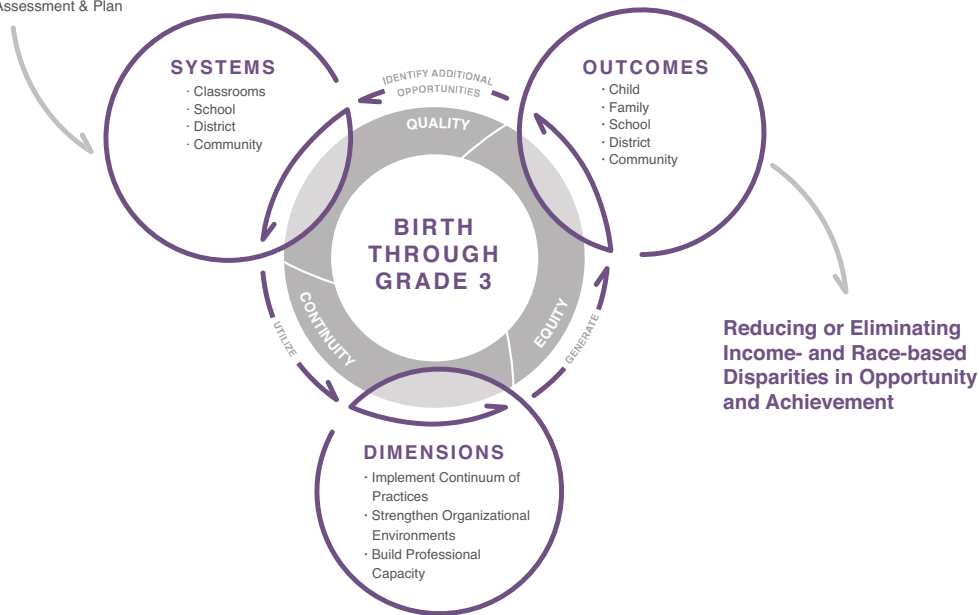 Assessment & Plan
SYSTEMS
· Classrooms
· School
· District
· Community
IDENTIFY ADDITIONAL
OPPORTUNITIES
OUTCOMES
· Child
· Family
· School
· District
· Community
QUALITY
BIRTH
THROUGH
GRADE 3
CONTINUITY
EQUITY
UTILIZE
GENERATE
Reducing or Eliminating
Income- and Race-based
Disparities in Opportunity
and Achievement
DIMENSIONS
· Implement Continuum of
Practices
· Strengthen Organizational
Environments
· Build Professional
Capacity